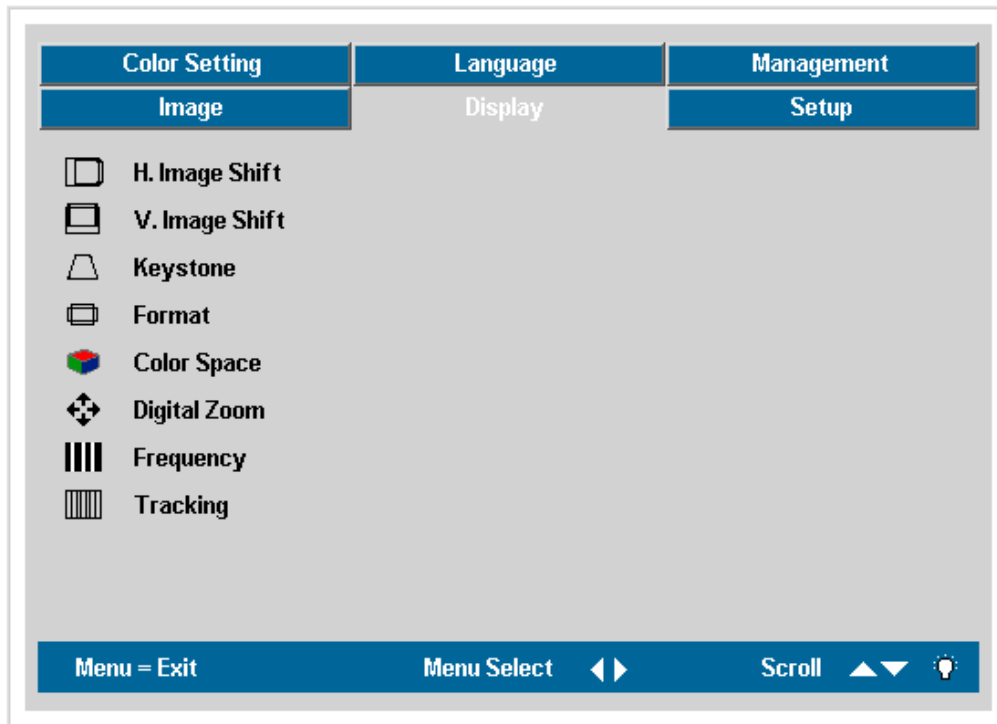 Color Setting Language Management
Image Display Setup
H. Image Shift
V. Image Shift
Keystone
Format
Color Space
Digital Zoom
Frequency
Tracking
Menu = Exit Menu Select Scroll